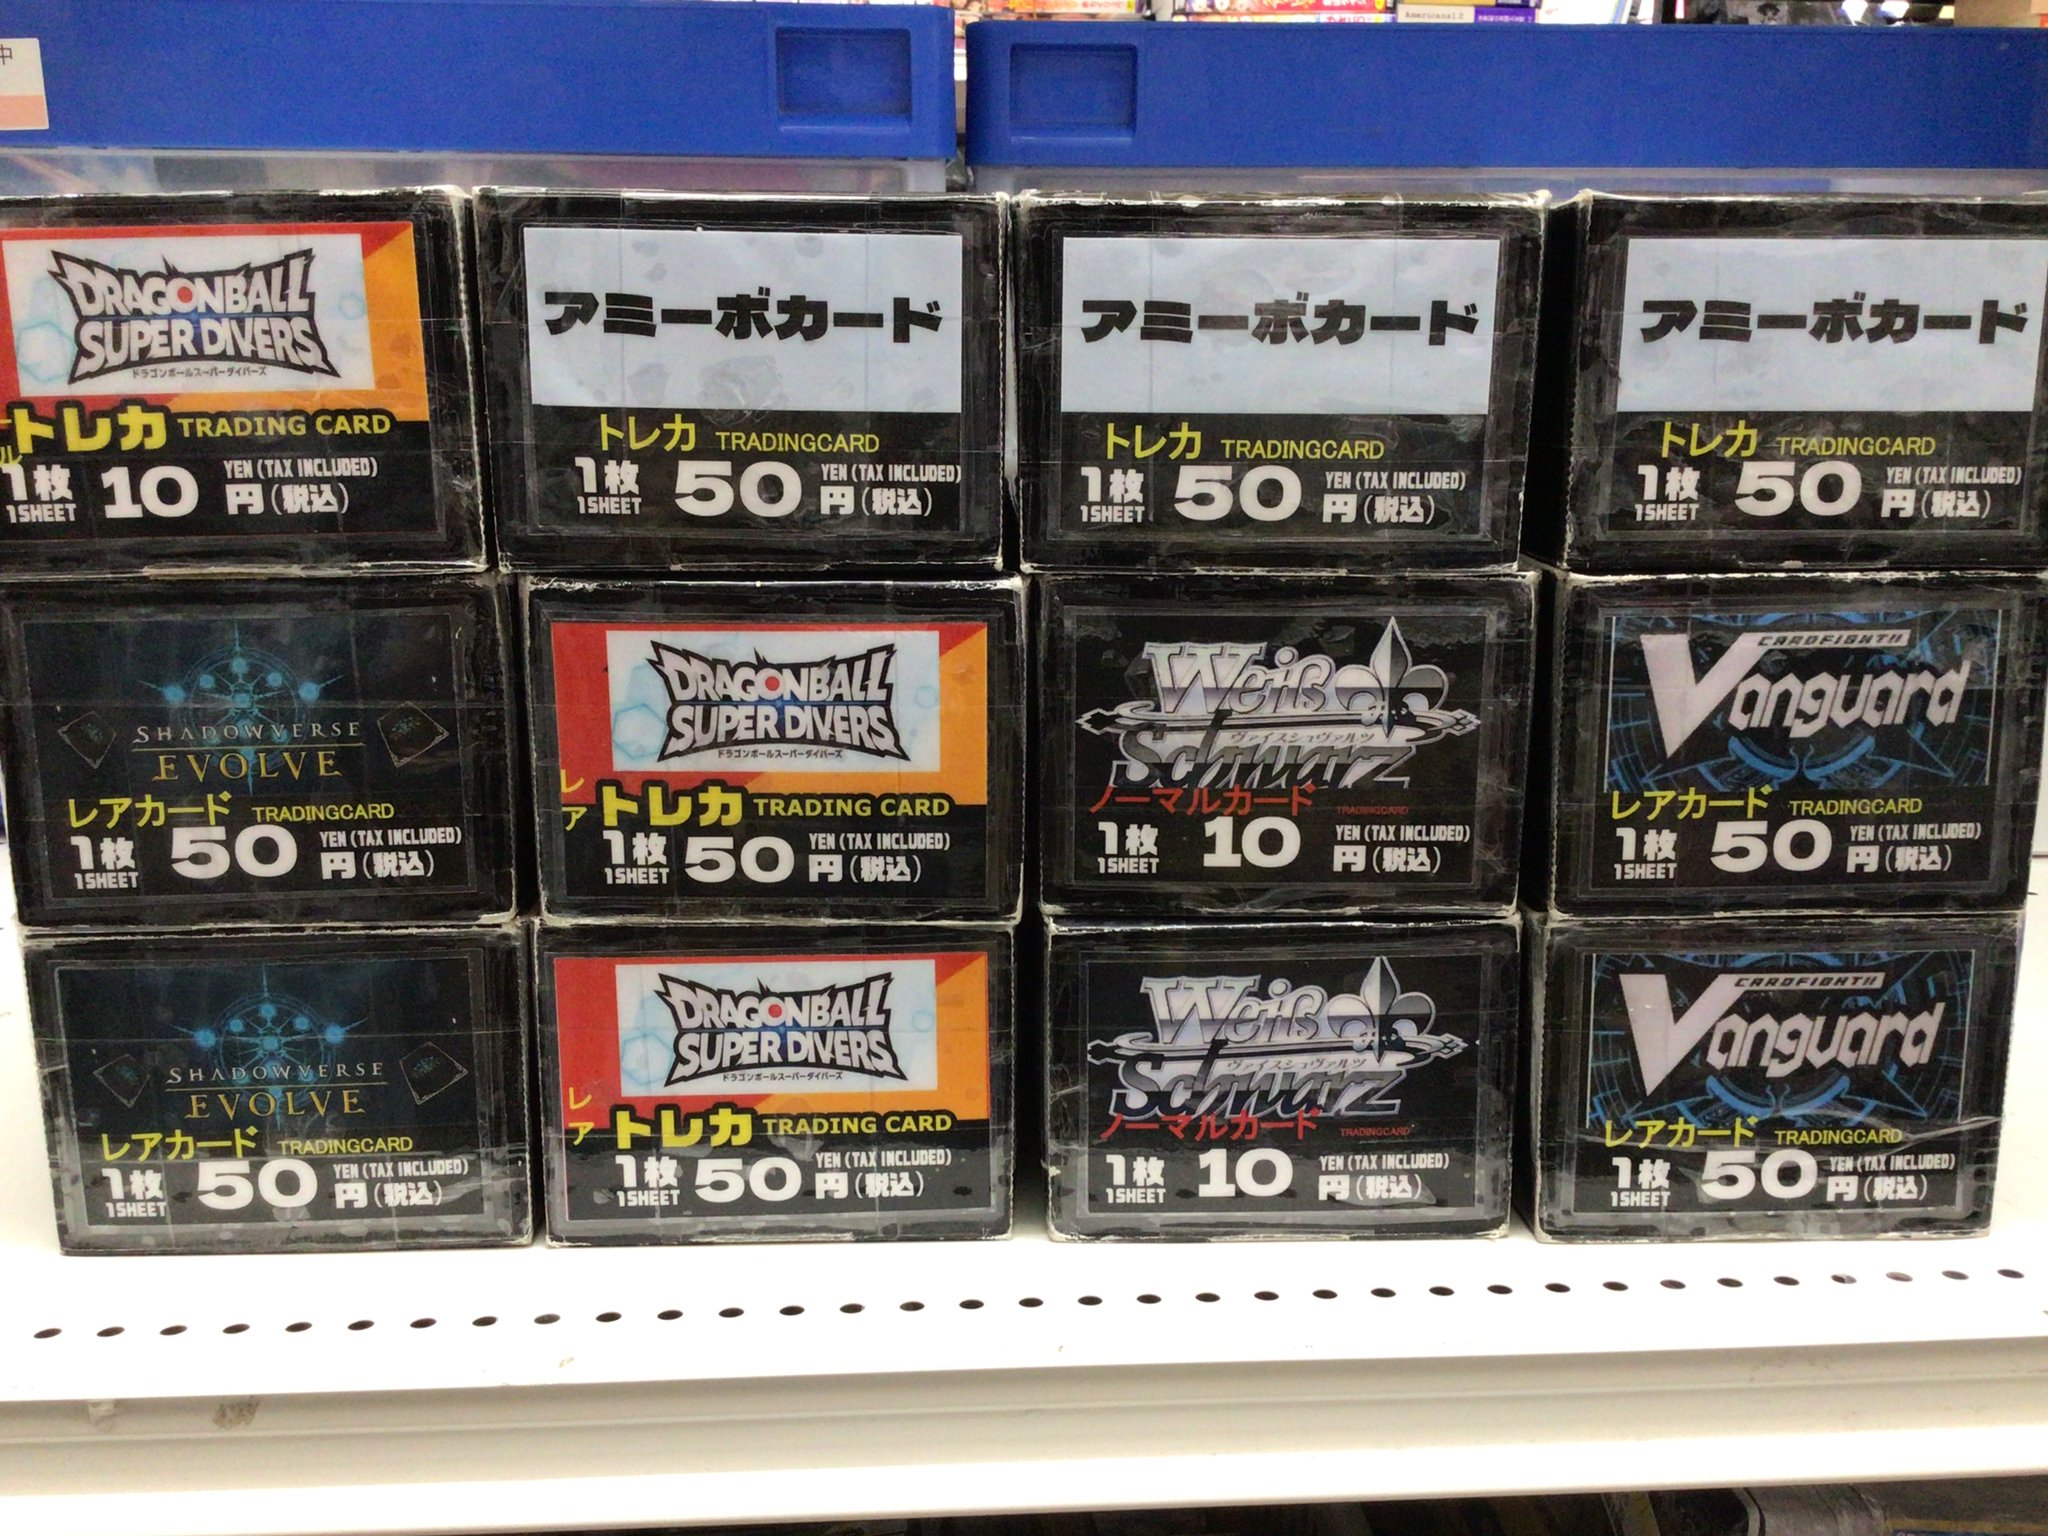 中
Americana1.0
DRAGONBALL
SUPER DIVERS
ドラゴンボールスーパーダイバーズ
ル
トレカ TRADING CARD
1枚 10 YEN (TAX INCLUDED)
1SHEET 円(税込)
アミーボカード
トレカ TRADINGCARD
1枚 50 YEN (TAX INCLUDED)
1SHEET 円(税込)
アミーボカード
トレカ TRADINGCARD
1枚 50 YEN (TAX INCLUDED)
1SHEET 円(税込)
アミーボカード
トレカ TRADINGCARD
1枚 50 YEN (TAX INCLUDED)
1SHEET 円(税込)
SHADOWVERSE
EVOLVE
レアカード TRADINGCARD
1枚 50 YEN (TAX INCLUDED)
1SHEET 円(税込)
DRAGONBALL
SUPER DIVERS
ドラゴンボールスーパーダイバーズ
レア
トレカ TRADING CARD
1枚 50 YEN (TAX INCLUDED)
1SHEET 円(税込)
Weiß
ヴァイスシュヴァルツ
Schwarz
ノーマルカード TRADINGCARD
1枚 10 YEN (TAX INCLUDED)
1SHEET 円(税込)
CARDFIGHT!!
Vanguard
レアカード TRADINGCARD
1枚 50 YEN (TAX INCLUDED)
1SHEET 円(税込)
SHADOWVERSE
EVOLVE
レアカード TRADINGCARD
1枚 50 YEN (TAX INCLUDED)
1SHEET 円(税込)
DRAGONBALL
SUPER DIVERS
ドラゴンボールスーパーダイバーズ
レア
トレカ TRADING CARD
1枚 50 YEN (TAX INCLUDED)
1SHEET 円(税込)
Weiß
ヴァイスシュヴァルツ
Schwarz
ノーマルカード TRADINGCARD
1枚 10 YEN (TAX INCLUDED)
1SHEET 円(税込)
CARDFIGHT!!
Vanguard
レアカード TRADINGCARD
1枚 50 YEN (TAX INCLUDED)
1SHEET 円(税込)